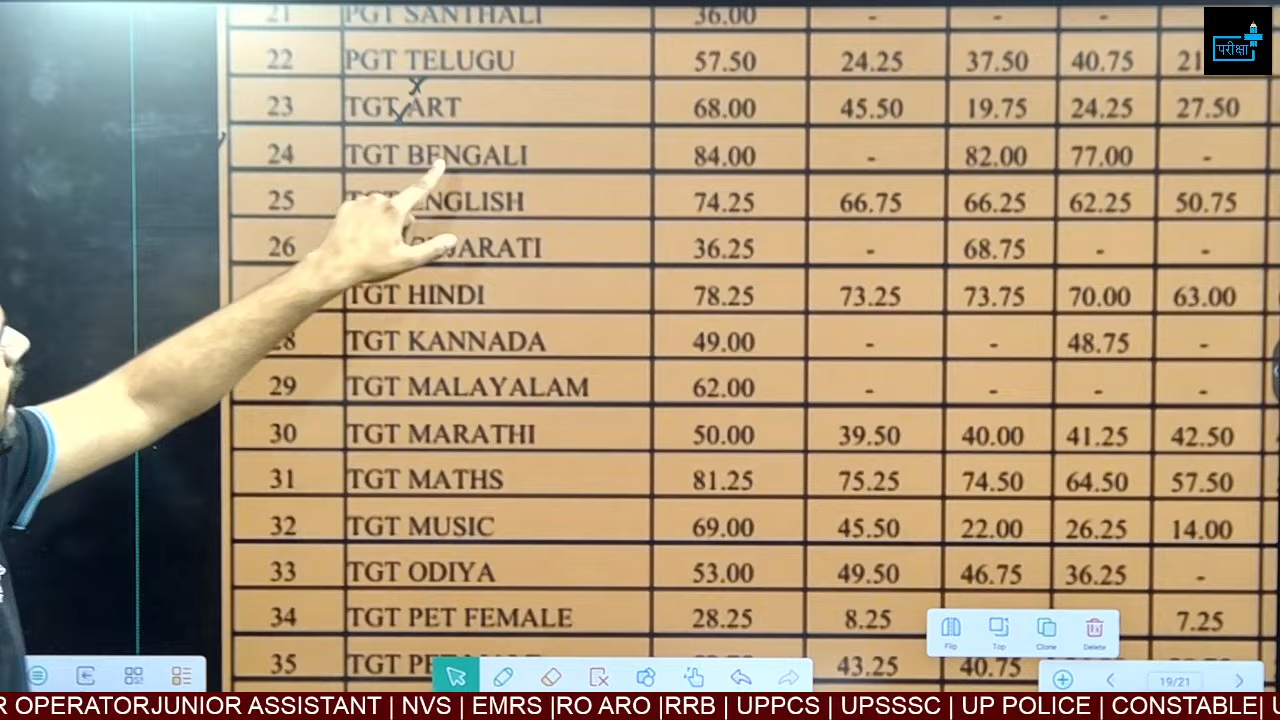 21 PGT SANTHALI 36.00 - - -
परीक्षा
22 PGT TELUGU 57.50 24.25 37.50 40.75 21
23 TGT ART 68.00 45.50 19.75 24.25 27.50
24 TGT BENGALI 84.00 - 82.00 77.00 -
25 ENGLISH 74.25 66.75 66.25 62.25 50.75
26 36.25 - 68.75 - -
TGT HINDI 78.25 73.25 73.75 70.00 63.00
28 TGT KANNADA 49.00 - - 48.75 -
29 TGT MALAYALAM 62.00 - - - -
30 TGT MARATHI 50.00 39.50 40.00 41.25 42.50
31 TGT MATHS 81.25 75.25 74.50 64.50 57.50
32 TGT MUSIC 69.00 45.50 22.00 26.25 14.00
33 TGT ODIYA 53.00 49.50 46.75 36.25 -
34 TGT PET FEMALE 28.25 8.25 7.25
Flip Top Clone Delete
35 TGT 43.25 40.75
19/21
R OPERATORJUNIOR ASSISTANT | NVS | EMRS |RO ARO |RRB | UPPCS | UPSSSC | UP POLICE | CONSTABLE|